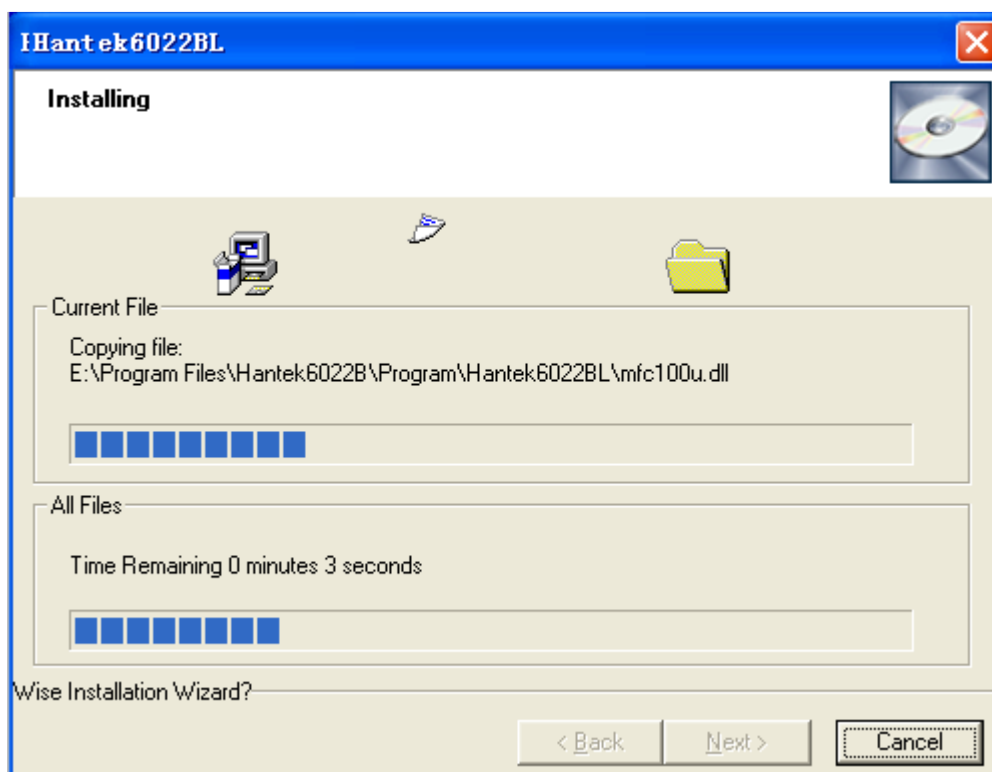 IHantek6022BL
Installing
Current File
Copying file:
E:\Program Files\Hantek6022B\Program\Hantek6022BL\mfc100u.dll
All Files
Time Remaining 0 minutes 3 seconds
Wise Installation Wizard?
< Back
Next >
Cancel